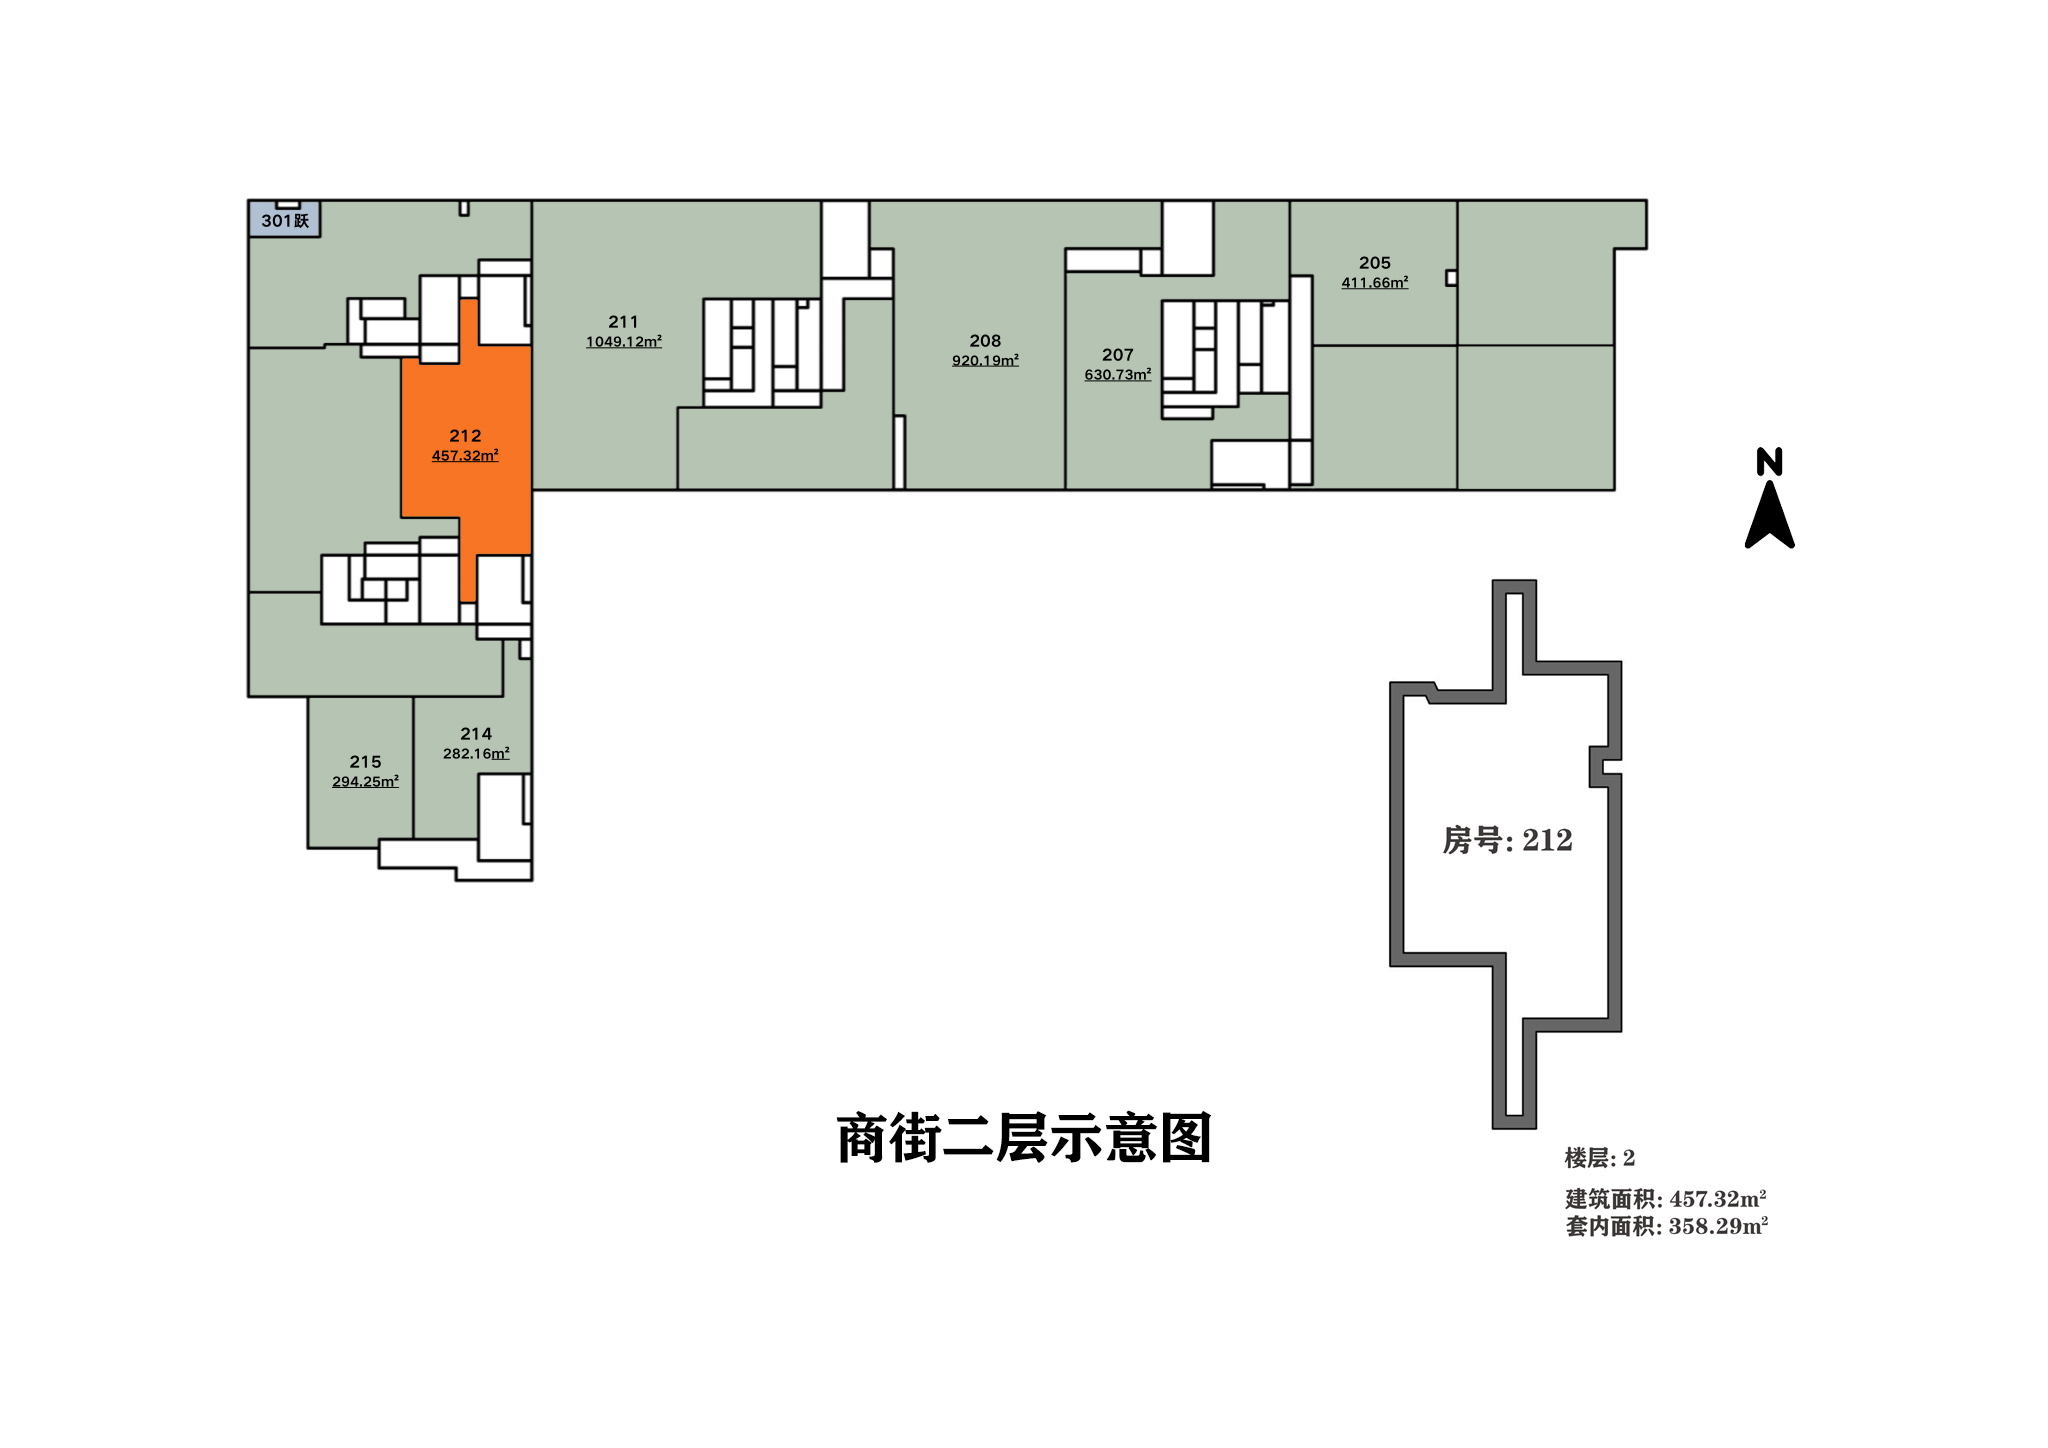 301跃
211
1049.12m²
208
920.19m²
207
630.73m²
205
411.66m²
212
457.32m²
N
214
282.16m²
215
294.25m²
房号: 212
商街二层示意图
楼层: 2
建筑面积: 457.32m²
套内面积: 358.29m²